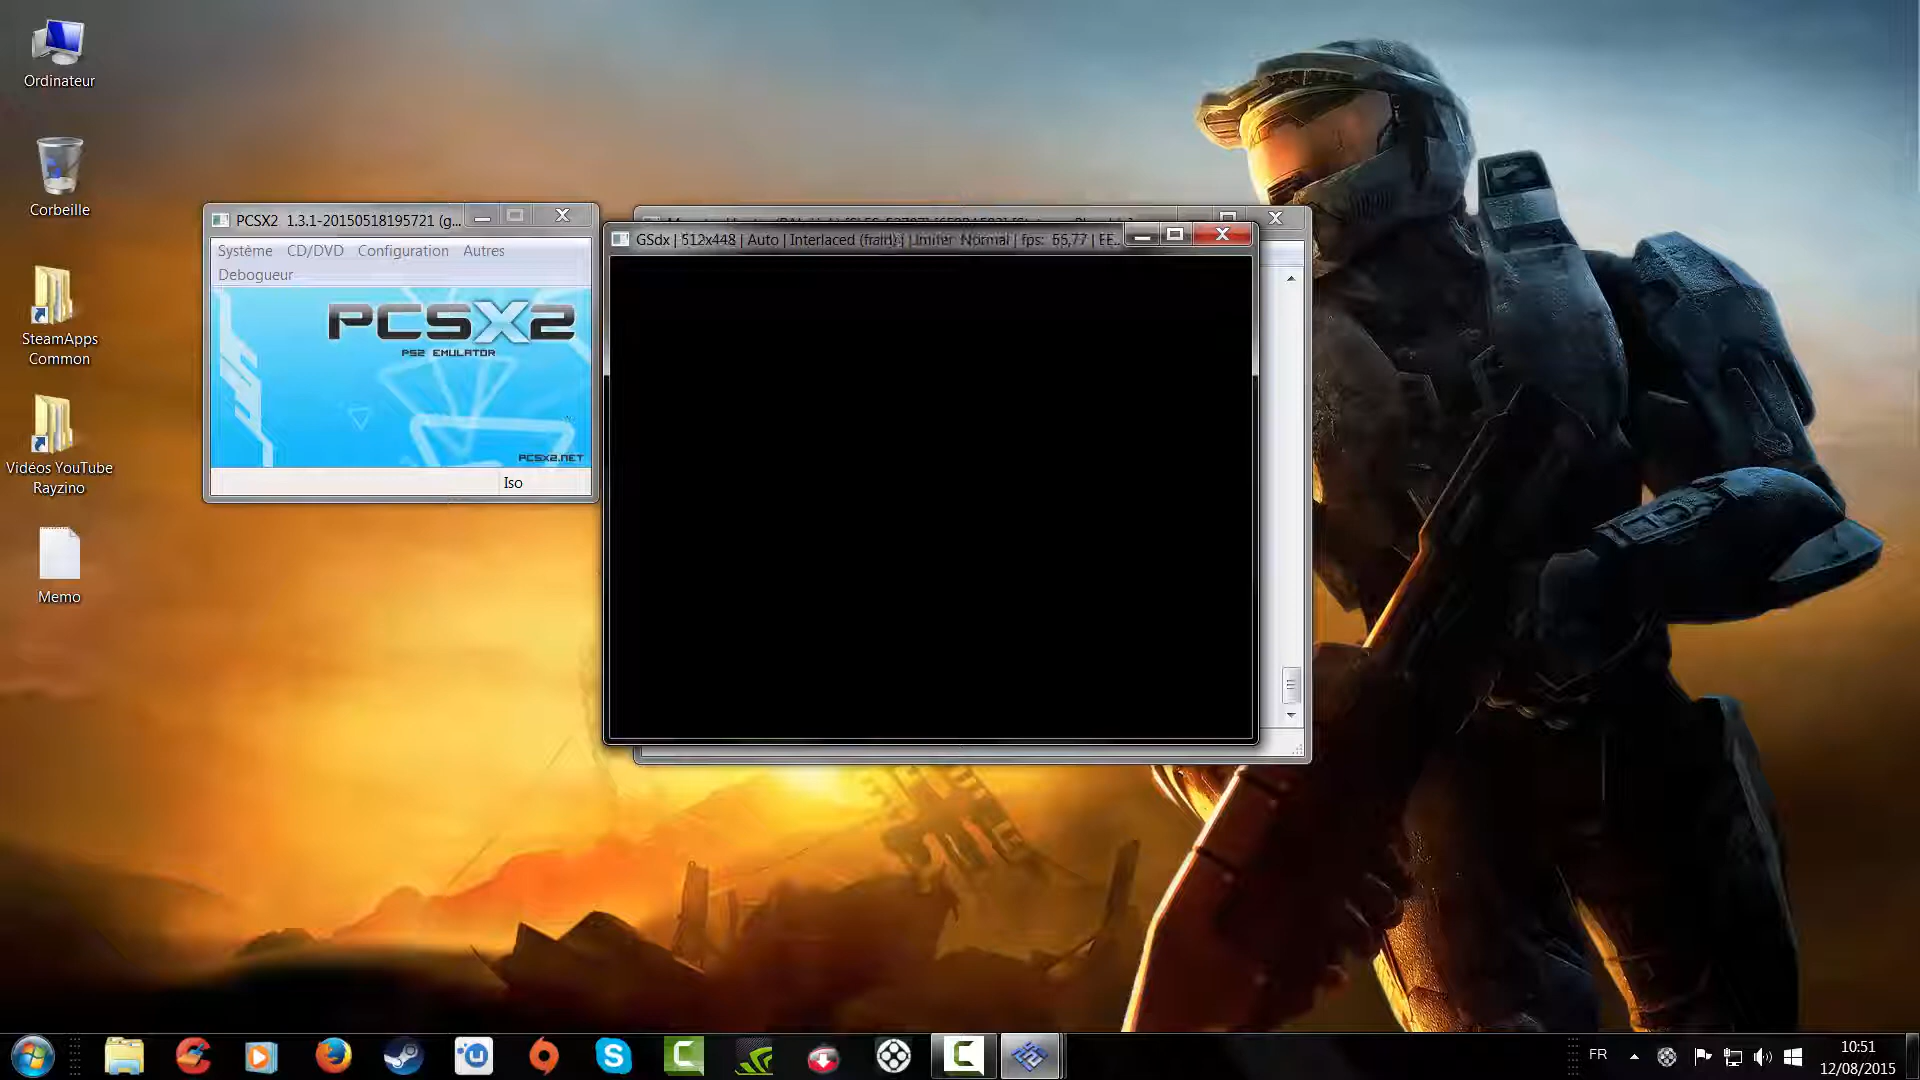 Ordinateur
Corbeille
SteamApps
Common
Vidéos YouTube
Rayzino
Memo
PCSX2 1.3.1-20150518195721 (g...
Système CD/DVD Configuration Autres
Debogueur
PCSX2
PS2 EMULATOR
PCSX2.NET
Iso
GSdx | 512x448 | Auto | Interlaced (frame) | Limiter: Normal | fps: 65,77 | EE...
FR
10:51
12/08/2015